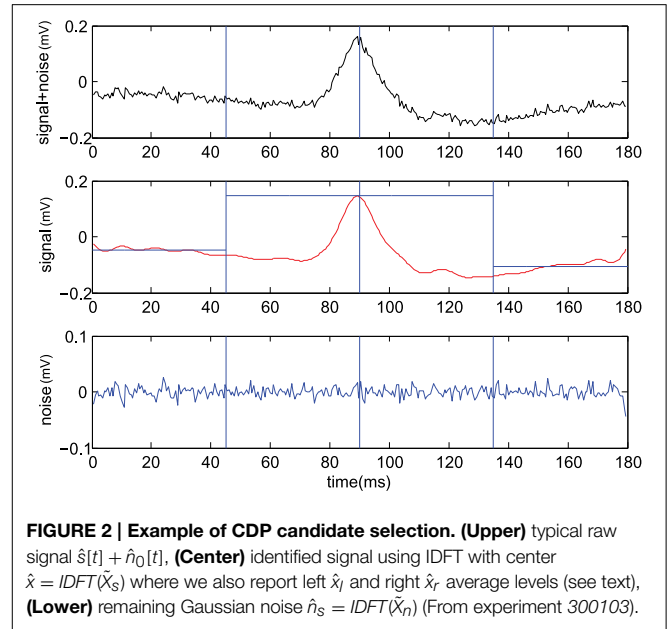 signal+noise(mV)
0.2
0
−0.2
0 20 40 60 80 100 120 140 160 180
signal(mV)
0.2
0
−0.2
0 20 40 60 80 100 120 140 160 180
noise(mV)
0.1
0
−0.1
0 20 40 60 80 100 120 140 160 180
time(ms)
FIGURE 2 | Example of CDP candidate selection. (Upper) typical raw
signal ŝ[t] + n̂₀[t], (Center) identified signal using IDFT with center
x̂ = IDFT(X̃ₛ) where we also report left x̂ₗ and right x̂ᵣ average levels (see text),
(Lower) remaining Gaussian noise n̂ₛ = IDFT(X̃ₙ) (From experiment 300103).